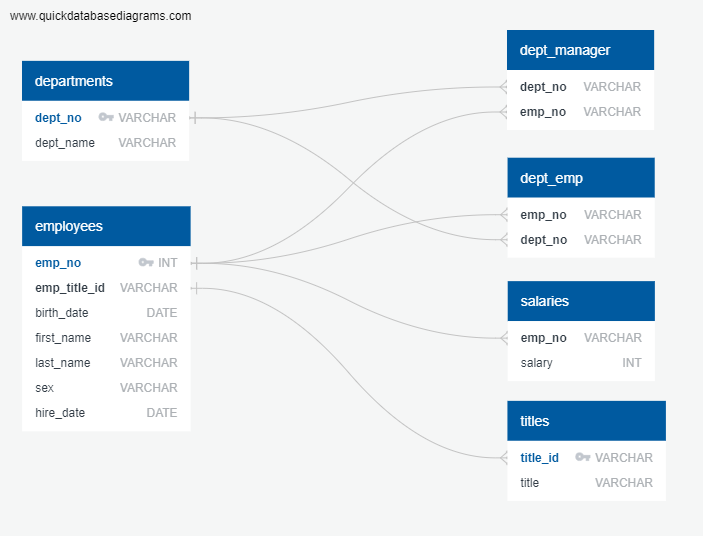 www.quickdatabasediagrams.com
departments
dept_no VARCHAR
dept_name VARCHAR
employees
emp_no INT
emp_title_id VARCHAR
birth_date DATE
first_name VARCHAR
last_name VARCHAR
sex VARCHAR
hire_date DATE
dept_manager
dept_no VARCHAR
emp_no VARCHAR
dept_emp
emp_no VARCHAR
dept_no VARCHAR
salaries
emp_no VARCHAR
salary INT
titles
title_id VARCHAR
title VARCHAR